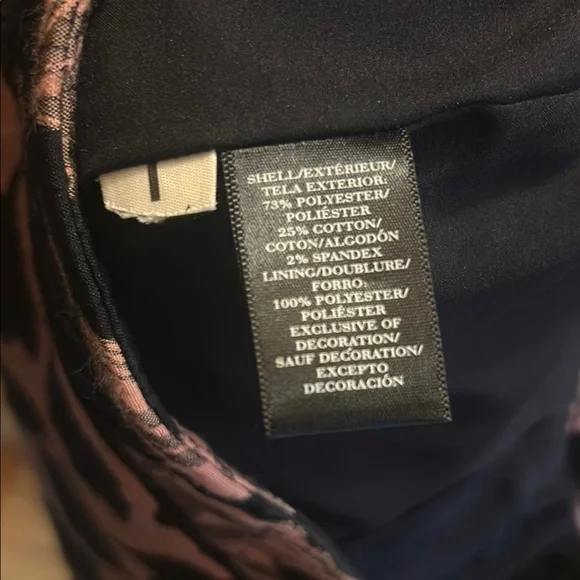 SHELL/EXTÉRIEUR/
TELA EXTERIOR:
73% POLYESTER/
POLIÉSTER
25% COTTON/
COTON/ALGODÓN
2% SPANDEX
LINING/DOUBLURE/
FORRO:
100% POLYESTER/
POLIÉSTER
EXCLUSIVE OF
DECORATION/
SAUF DECORATION/
EXCEPTO
DECORACIÓN